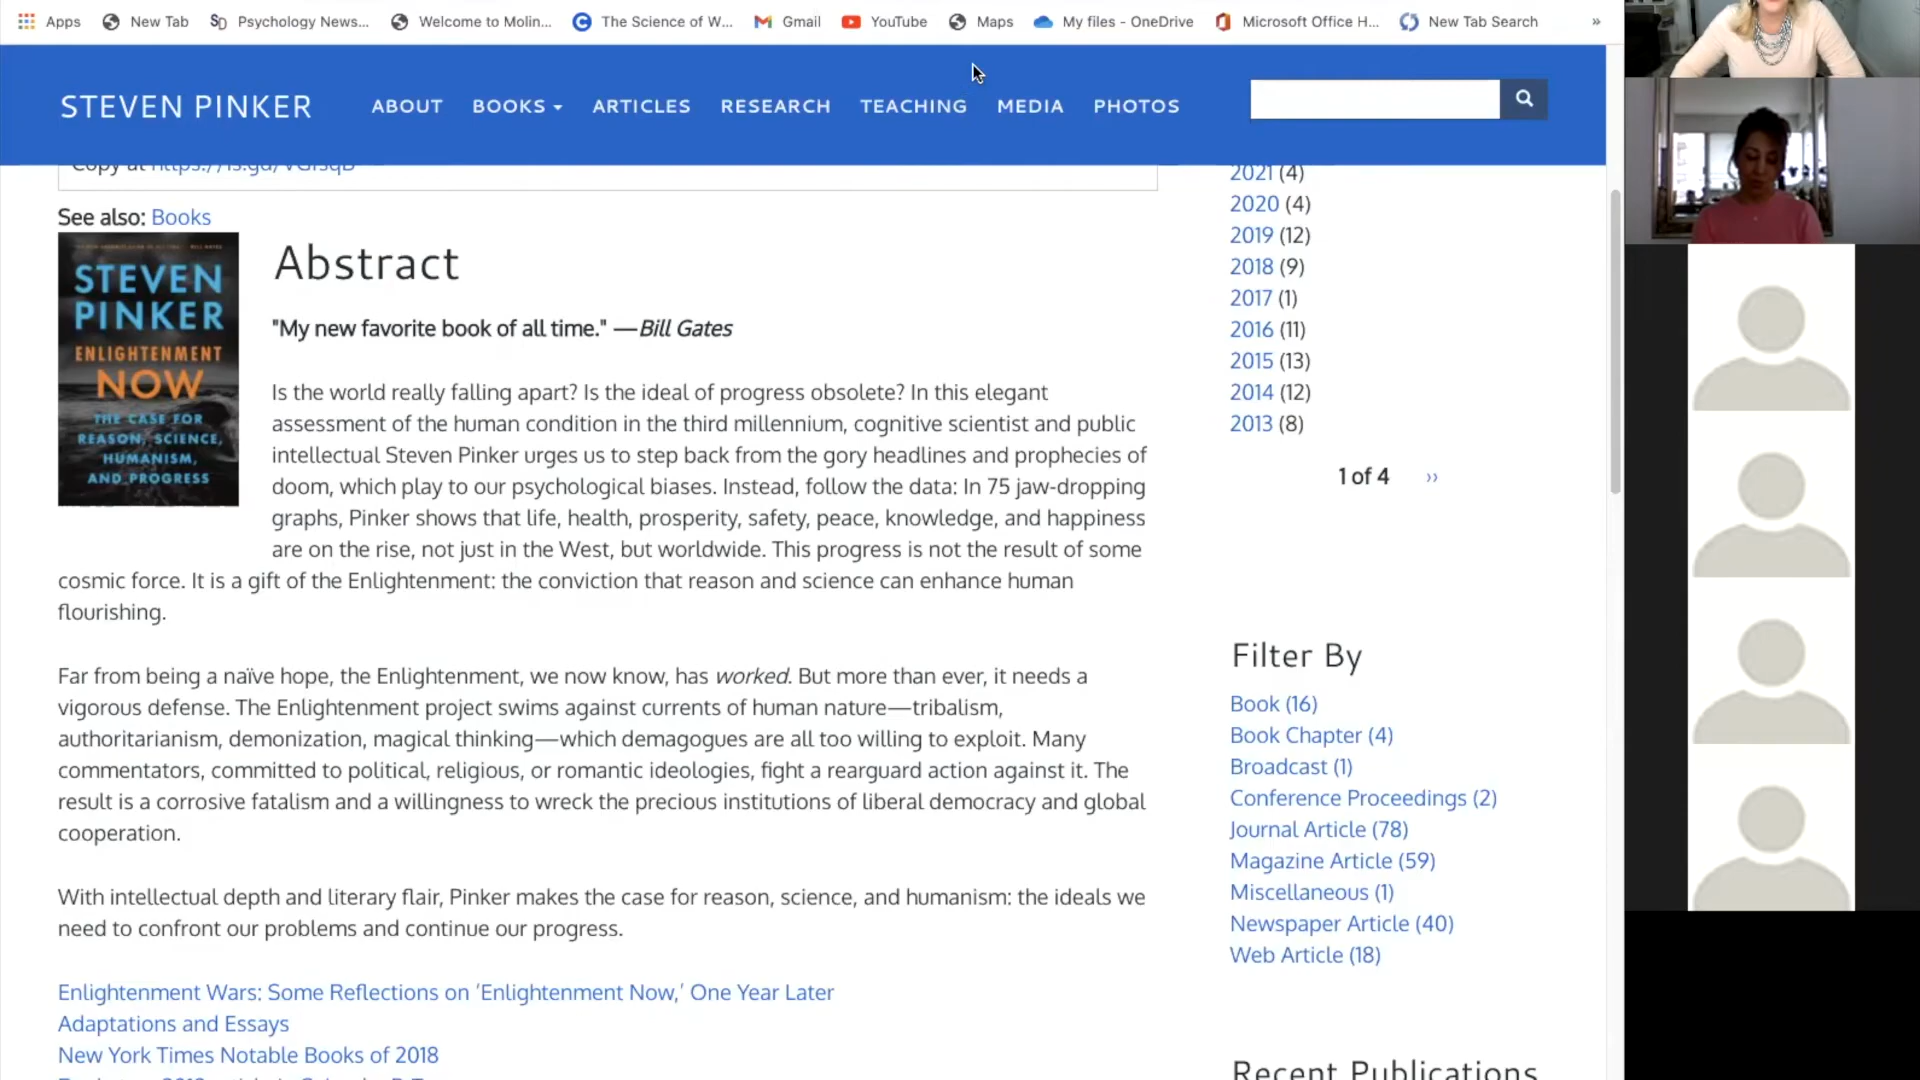 Apps New Tab Psychology News... Welcome to Molin... The Science of W... Gmail YouTube Maps My files - OneDrive Microsoft Office H... New Tab Search »
STEVEN PINKER ABOUT BOOKS ARTICLES RESEARCH TEACHING MEDIA PHOTOS
Copy at https://is.gd/
See also: Books
STEVEN
PINKER
ENLIGHTENMENT
NOW
THE CASE FOR
REASON, SCIENCE,
HUMANISM,
AND PROGRESS
Abstract
"My new favorite book of all time." —Bill Gates
Is the world really falling apart? Is the ideal of progress obsolete? In this elegant
assessment of the human condition in the third millennium, cognitive scientist and public
intellectual Steven Pinker urges us to step back from the gory headlines and prophecies of
doom, which play to our psychological biases. Instead, follow the data: In 75 jaw-dropping
graphs, Pinker shows that life, health, prosperity, safety, peace, knowledge, and happiness
are on the rise, not just in the West, but worldwide. This progress is not the result of some
cosmic force. It is a gift of the Enlightenment: the conviction that reason and science can enhance human
flourishing.
Far from being a naïve hope, the Enlightenment, we now know, has worked. But more than ever, it needs a
vigorous defense. The Enlightenment project swims against currents of human nature—tribalism,
authoritarianism, demonization, magical thinking—which demagogues are all too willing to exploit. Many
commentators, committed to political, religious, or romantic ideologies, fight a rearguard action against it. The
result is a corrosive fatalism and a willingness to wreck the precious institutions of liberal democracy and global
cooperation.
With intellectual depth and literary flair, Pinker makes the case for reason, science, and humanism: the ideals we
need to confront our problems and continue our progress.
Enlightenment Wars: Some Reflections on ‘Enlightenment Now,’ One Year Later
Adaptations and Essays
New York Times Notable Books of 2018
2021 (4)
2020 (4)
2019 (12)
2018 (9)
2017 (1)
2016 (11)
2015 (13)
2014 (12)
2013 (8)
1 of 4 ››
Filter By
Book (16)
Book Chapter (4)
Broadcast (1)
Conference Proceedings (2)
Journal Article (78)
Magazine Article (59)
Miscellaneous (1)
Newspaper Article (40)
Web Article (18)
Recent Publications